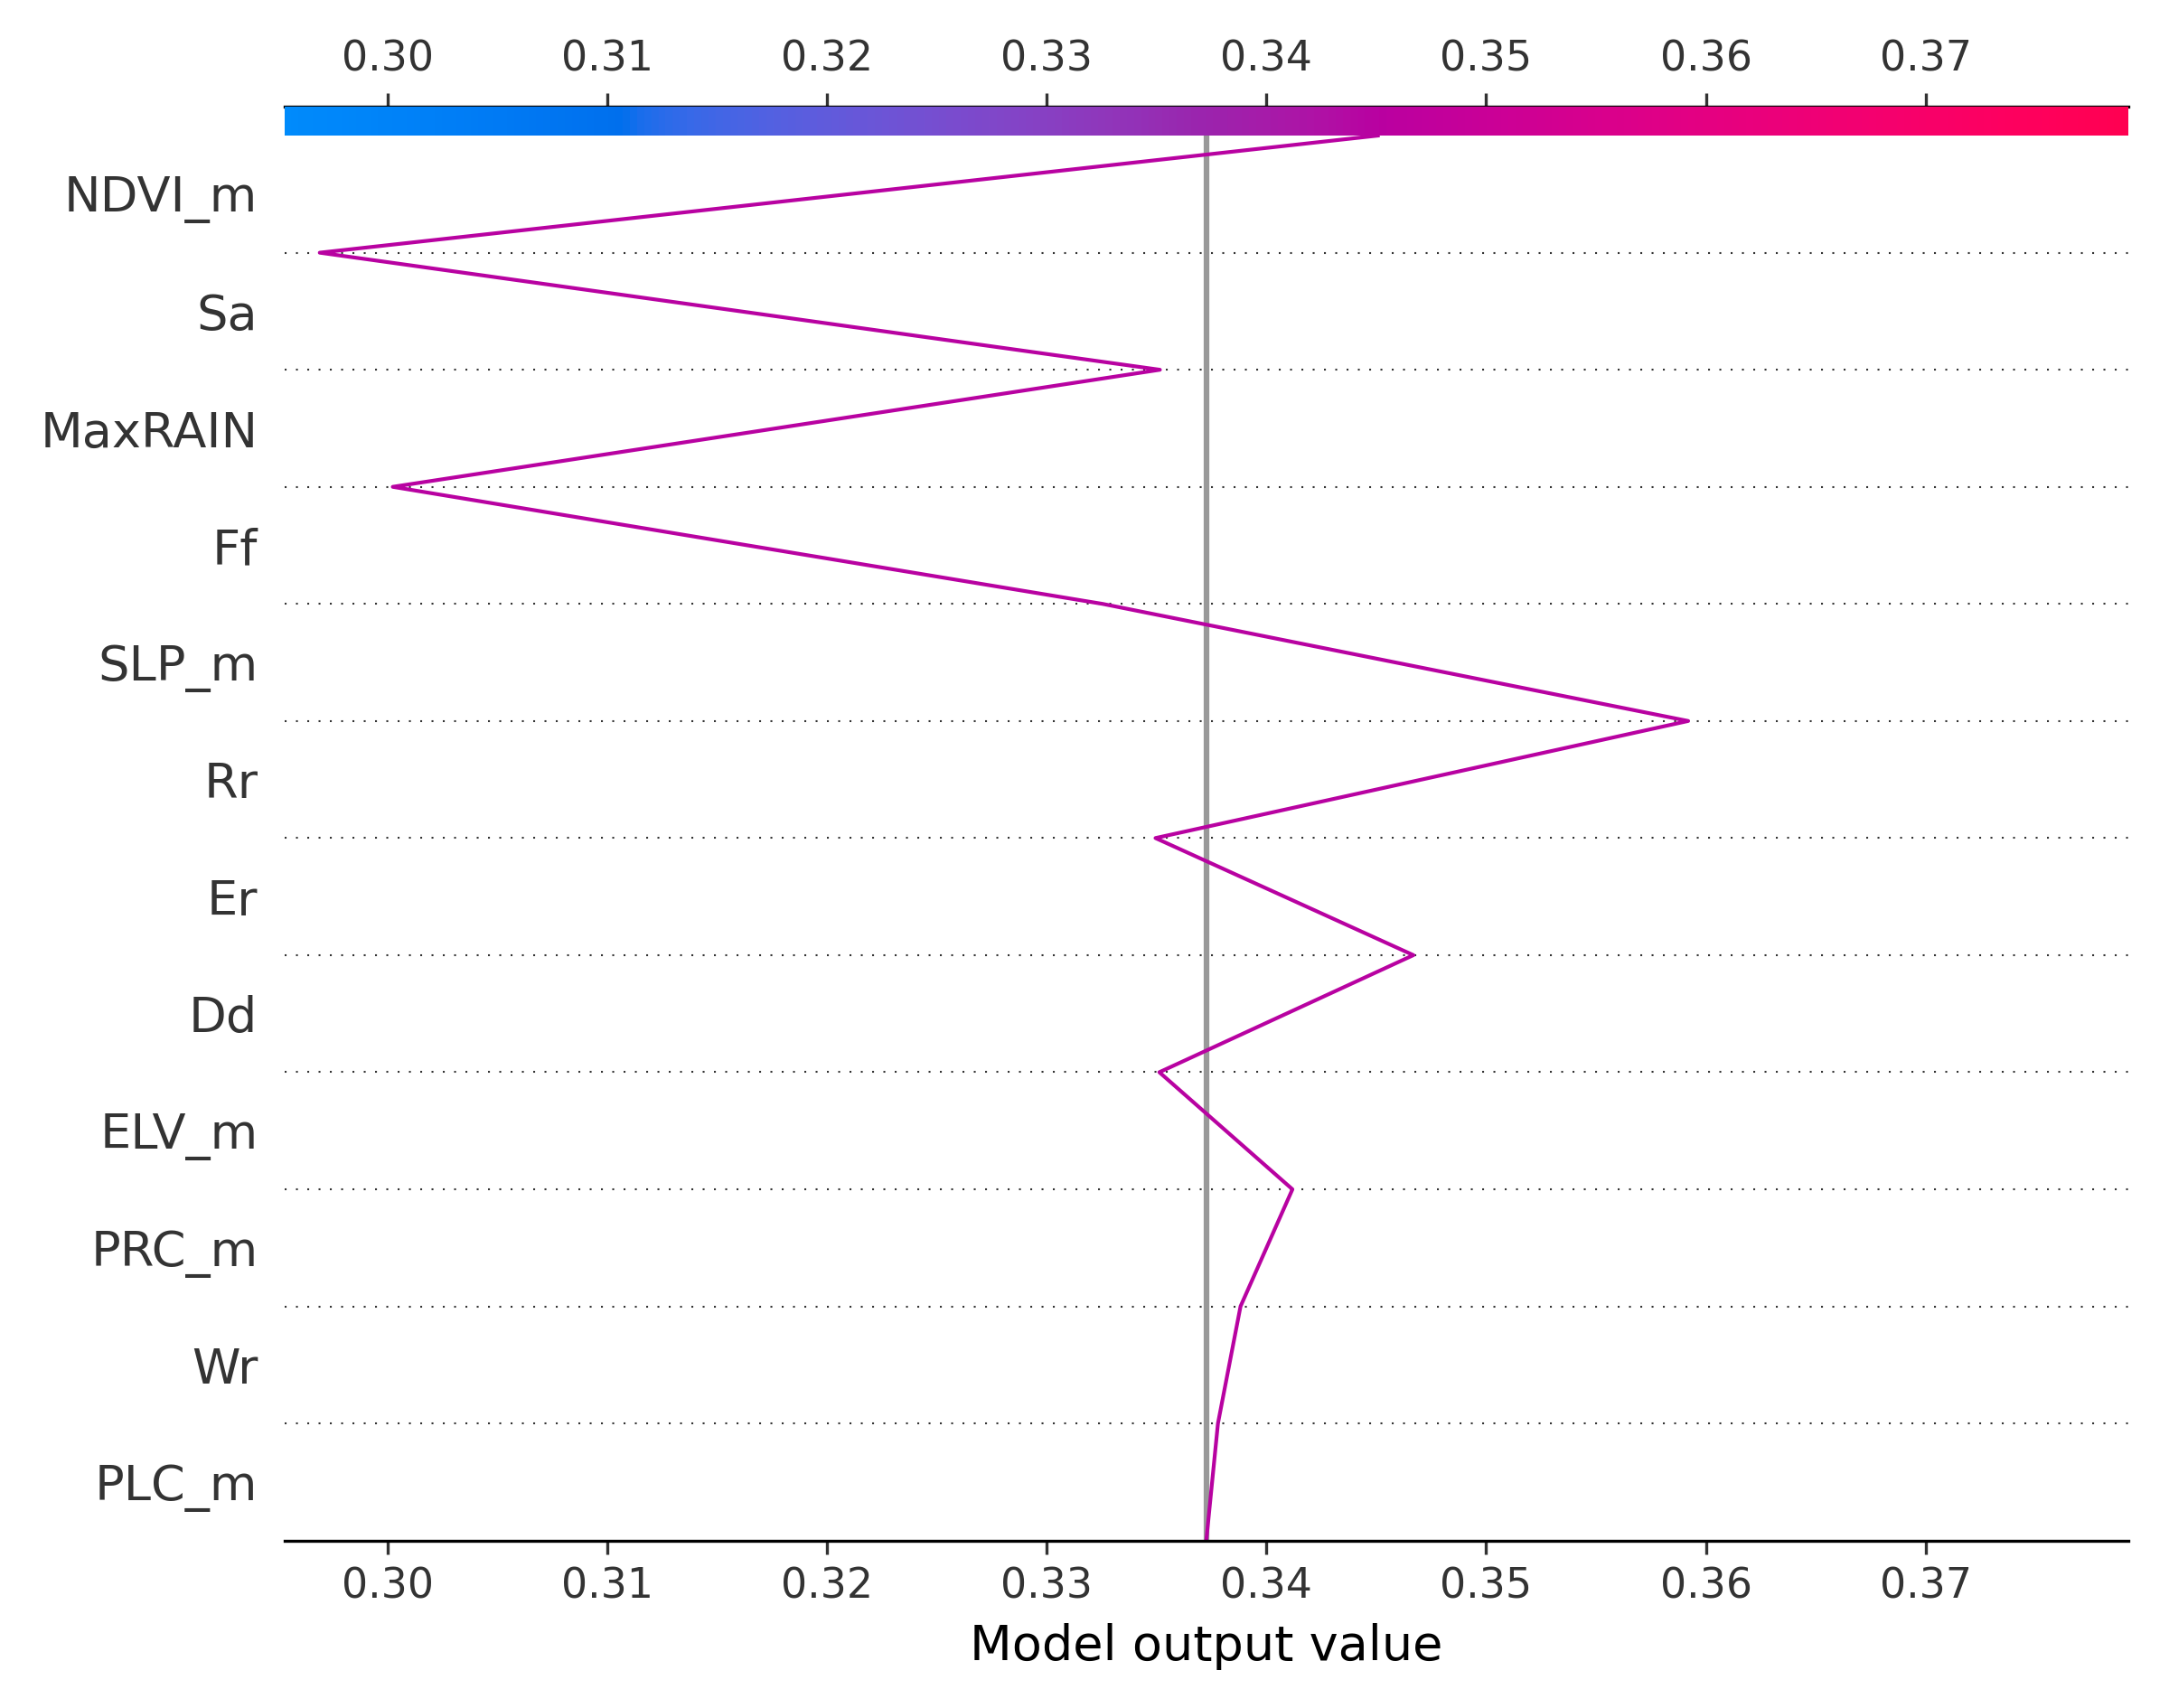 0.30 0.31 0.32 0.33 0.34 0.35 0.36 0.37
NDVI_m
Sa
MaxRAIN
Ff
SLP_m
Rr
Er
Dd
ELV_m
PRC_m
Wr
PLC_m
0.30 0.31 0.32 0.33 0.34 0.35 0.36 0.37
Model output value